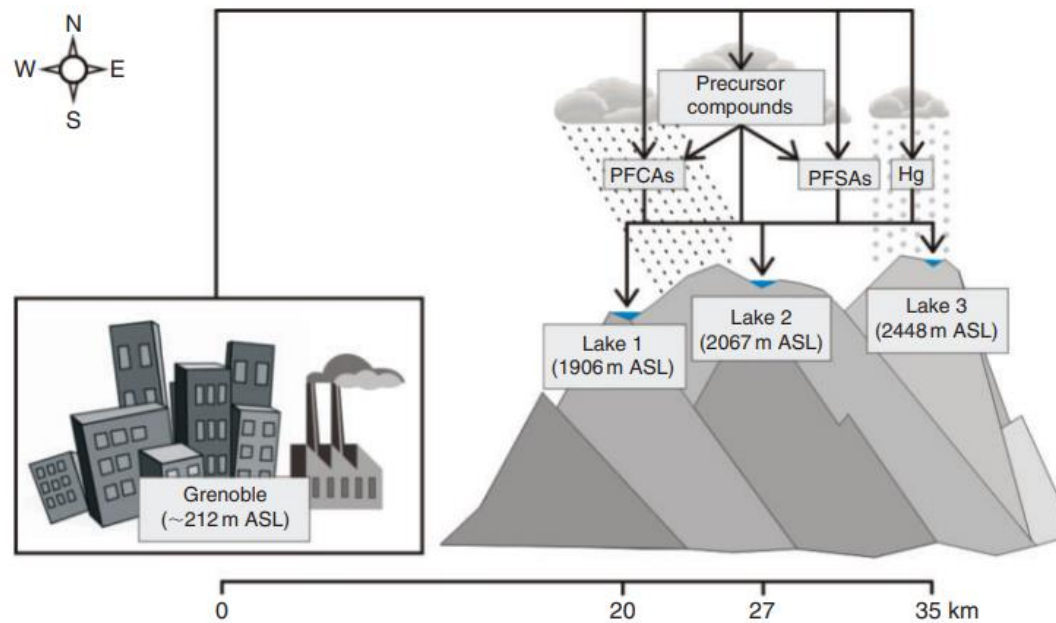 N
W E
S
Precursor
compounds
PFCAs
PFSAs
Hg
Lake 1
(1906 m ASL)
Lake 2
(2067 m ASL)
Lake 3
(2448 m ASL)
Grenoble
(~212 m ASL)
0 20 27 35 km